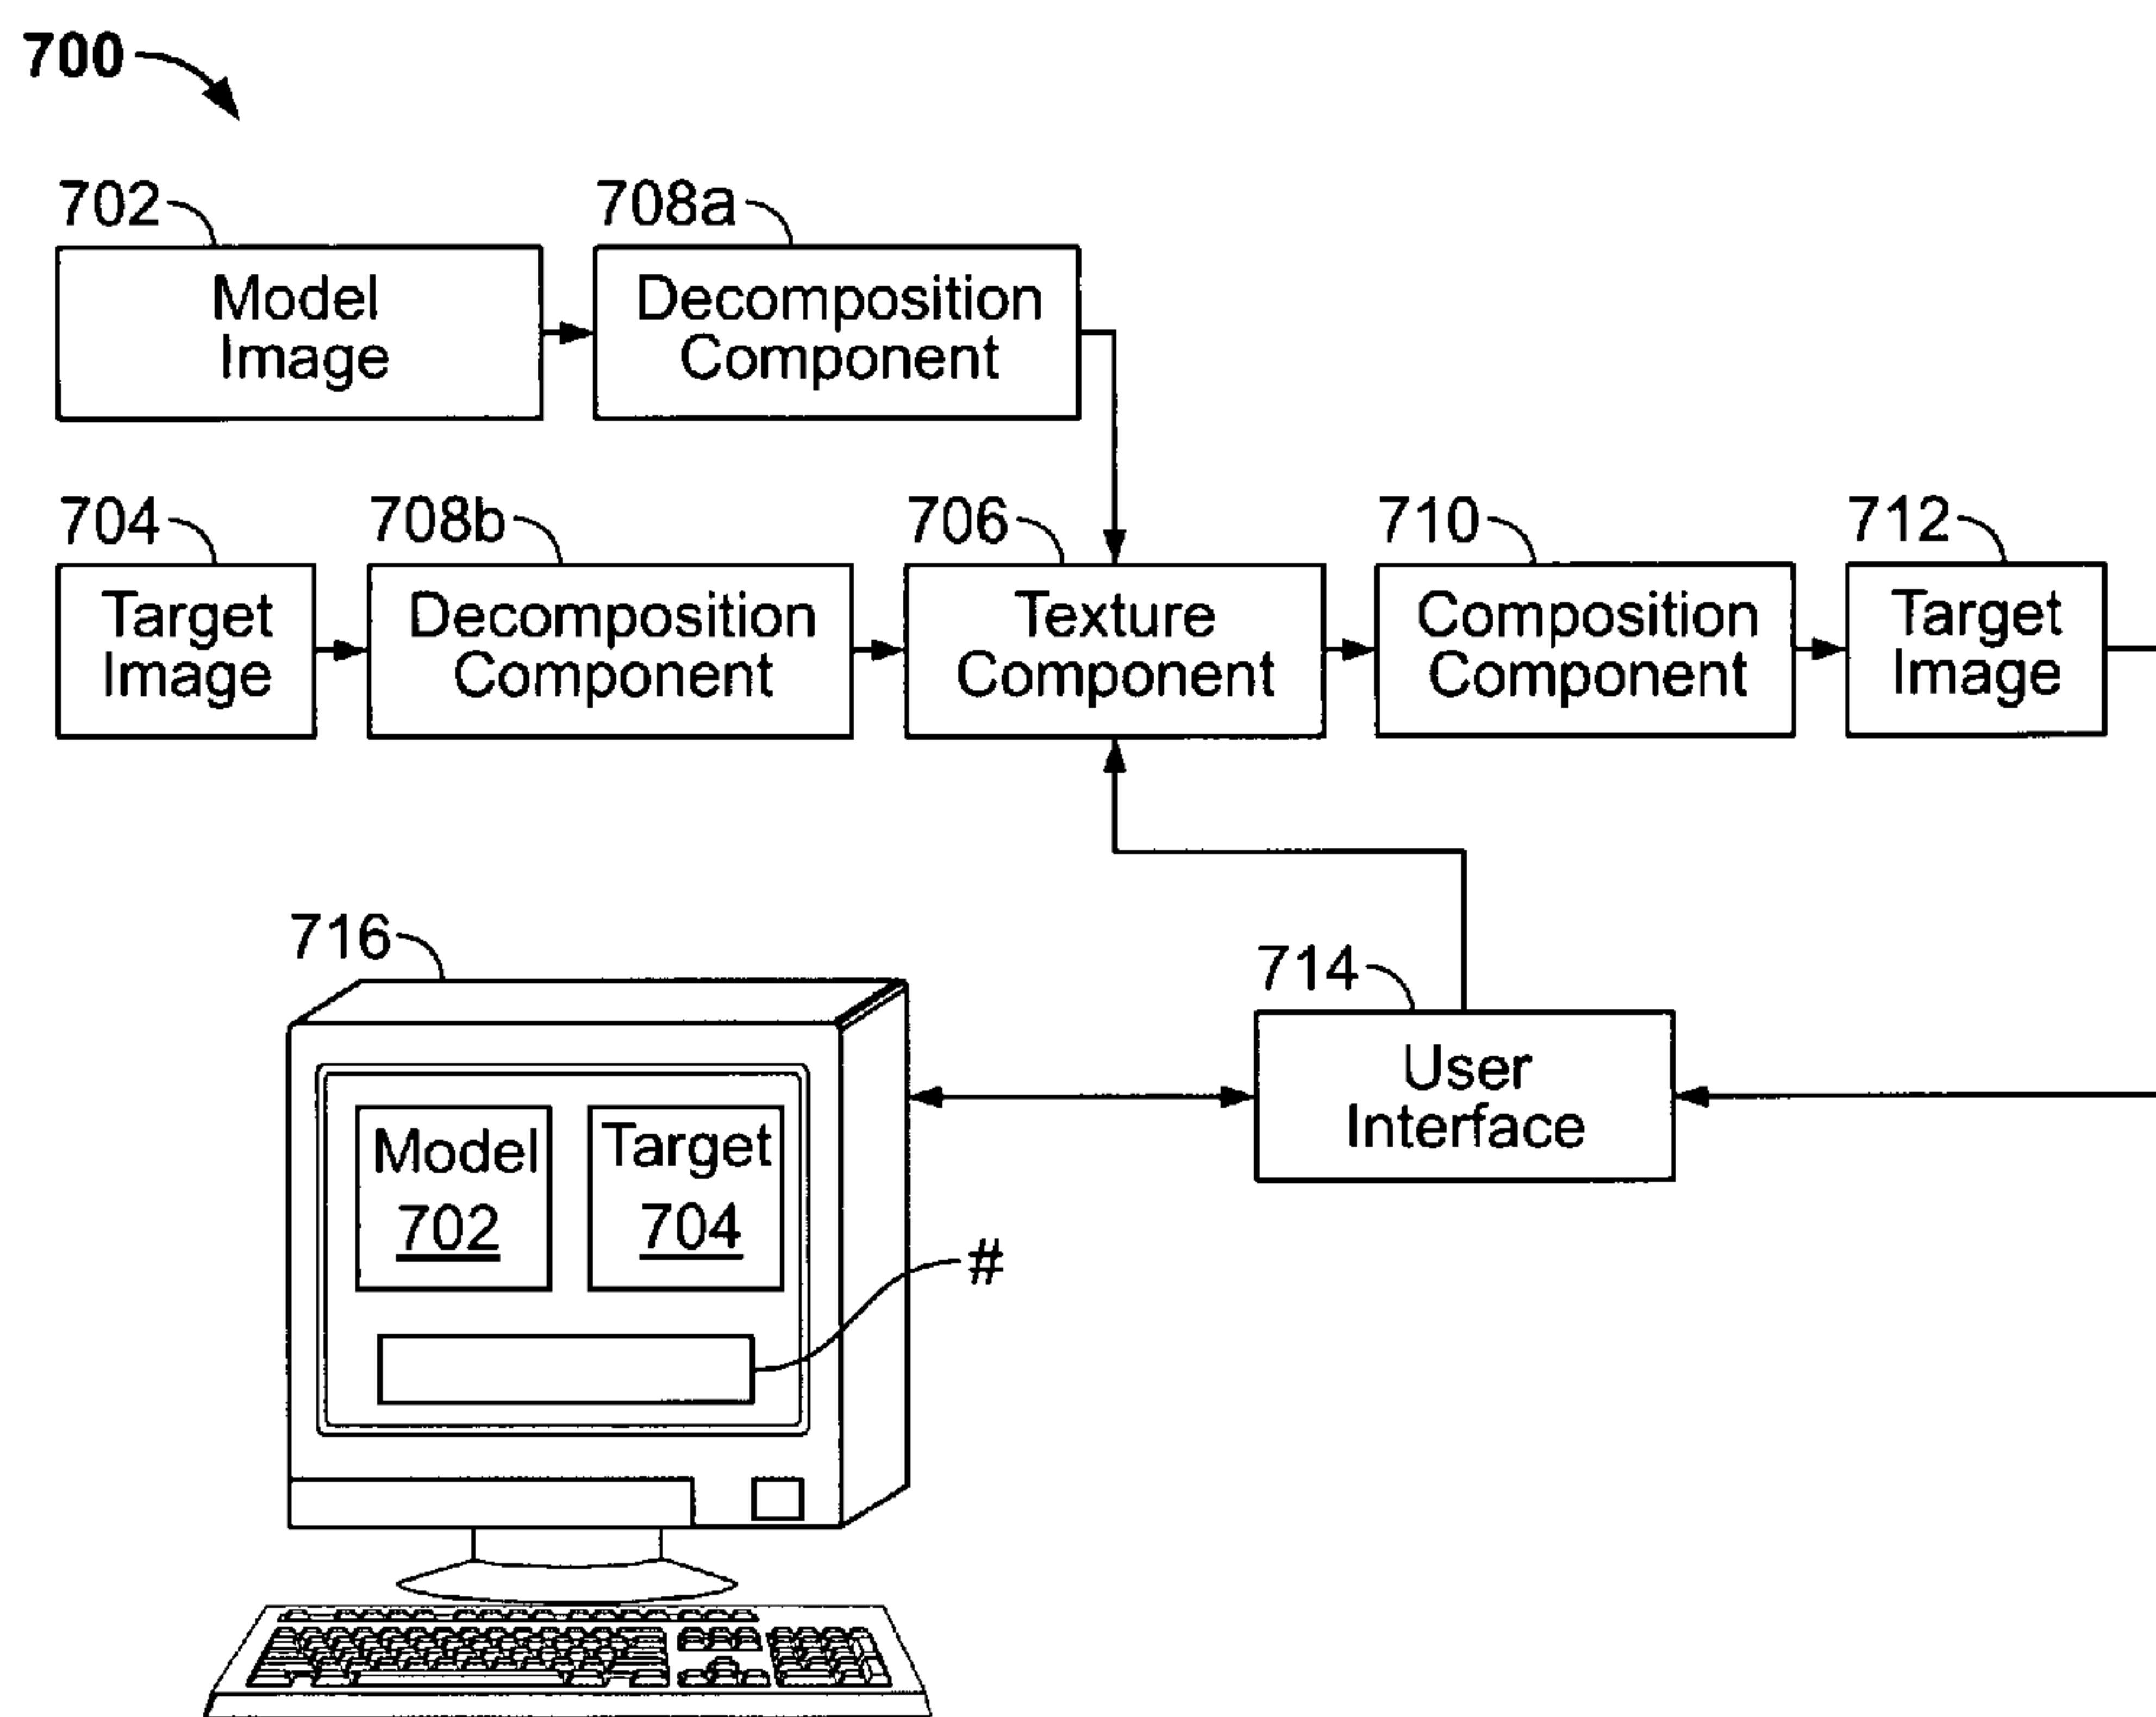 700
702
708a
Model
Image
Decomposition
Component
704
708b
706
710
712
Target
Image
Decomposition
Component
Texture
Component
Composition
Component
Target
Image
716
714
User
Interface
Model
702
Target
704
#